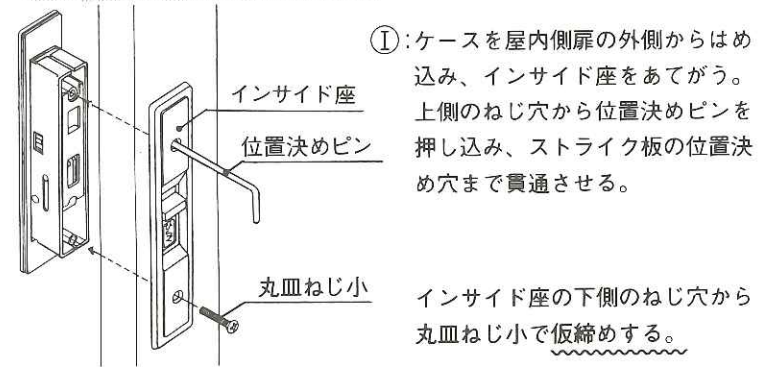 Ⓘ:ケースを屋内側扉の外側からはめ
込み、インサイド座をあてがう。
上側のねじ穴から位置決めピンを
押し込み、ストライク板の位置決
め穴まで貫通させる。
インサイド座
位置決めピン
丸皿ねじ小
インサイド座の下側のねじ穴から
丸皿ねじ小で仮締めする。